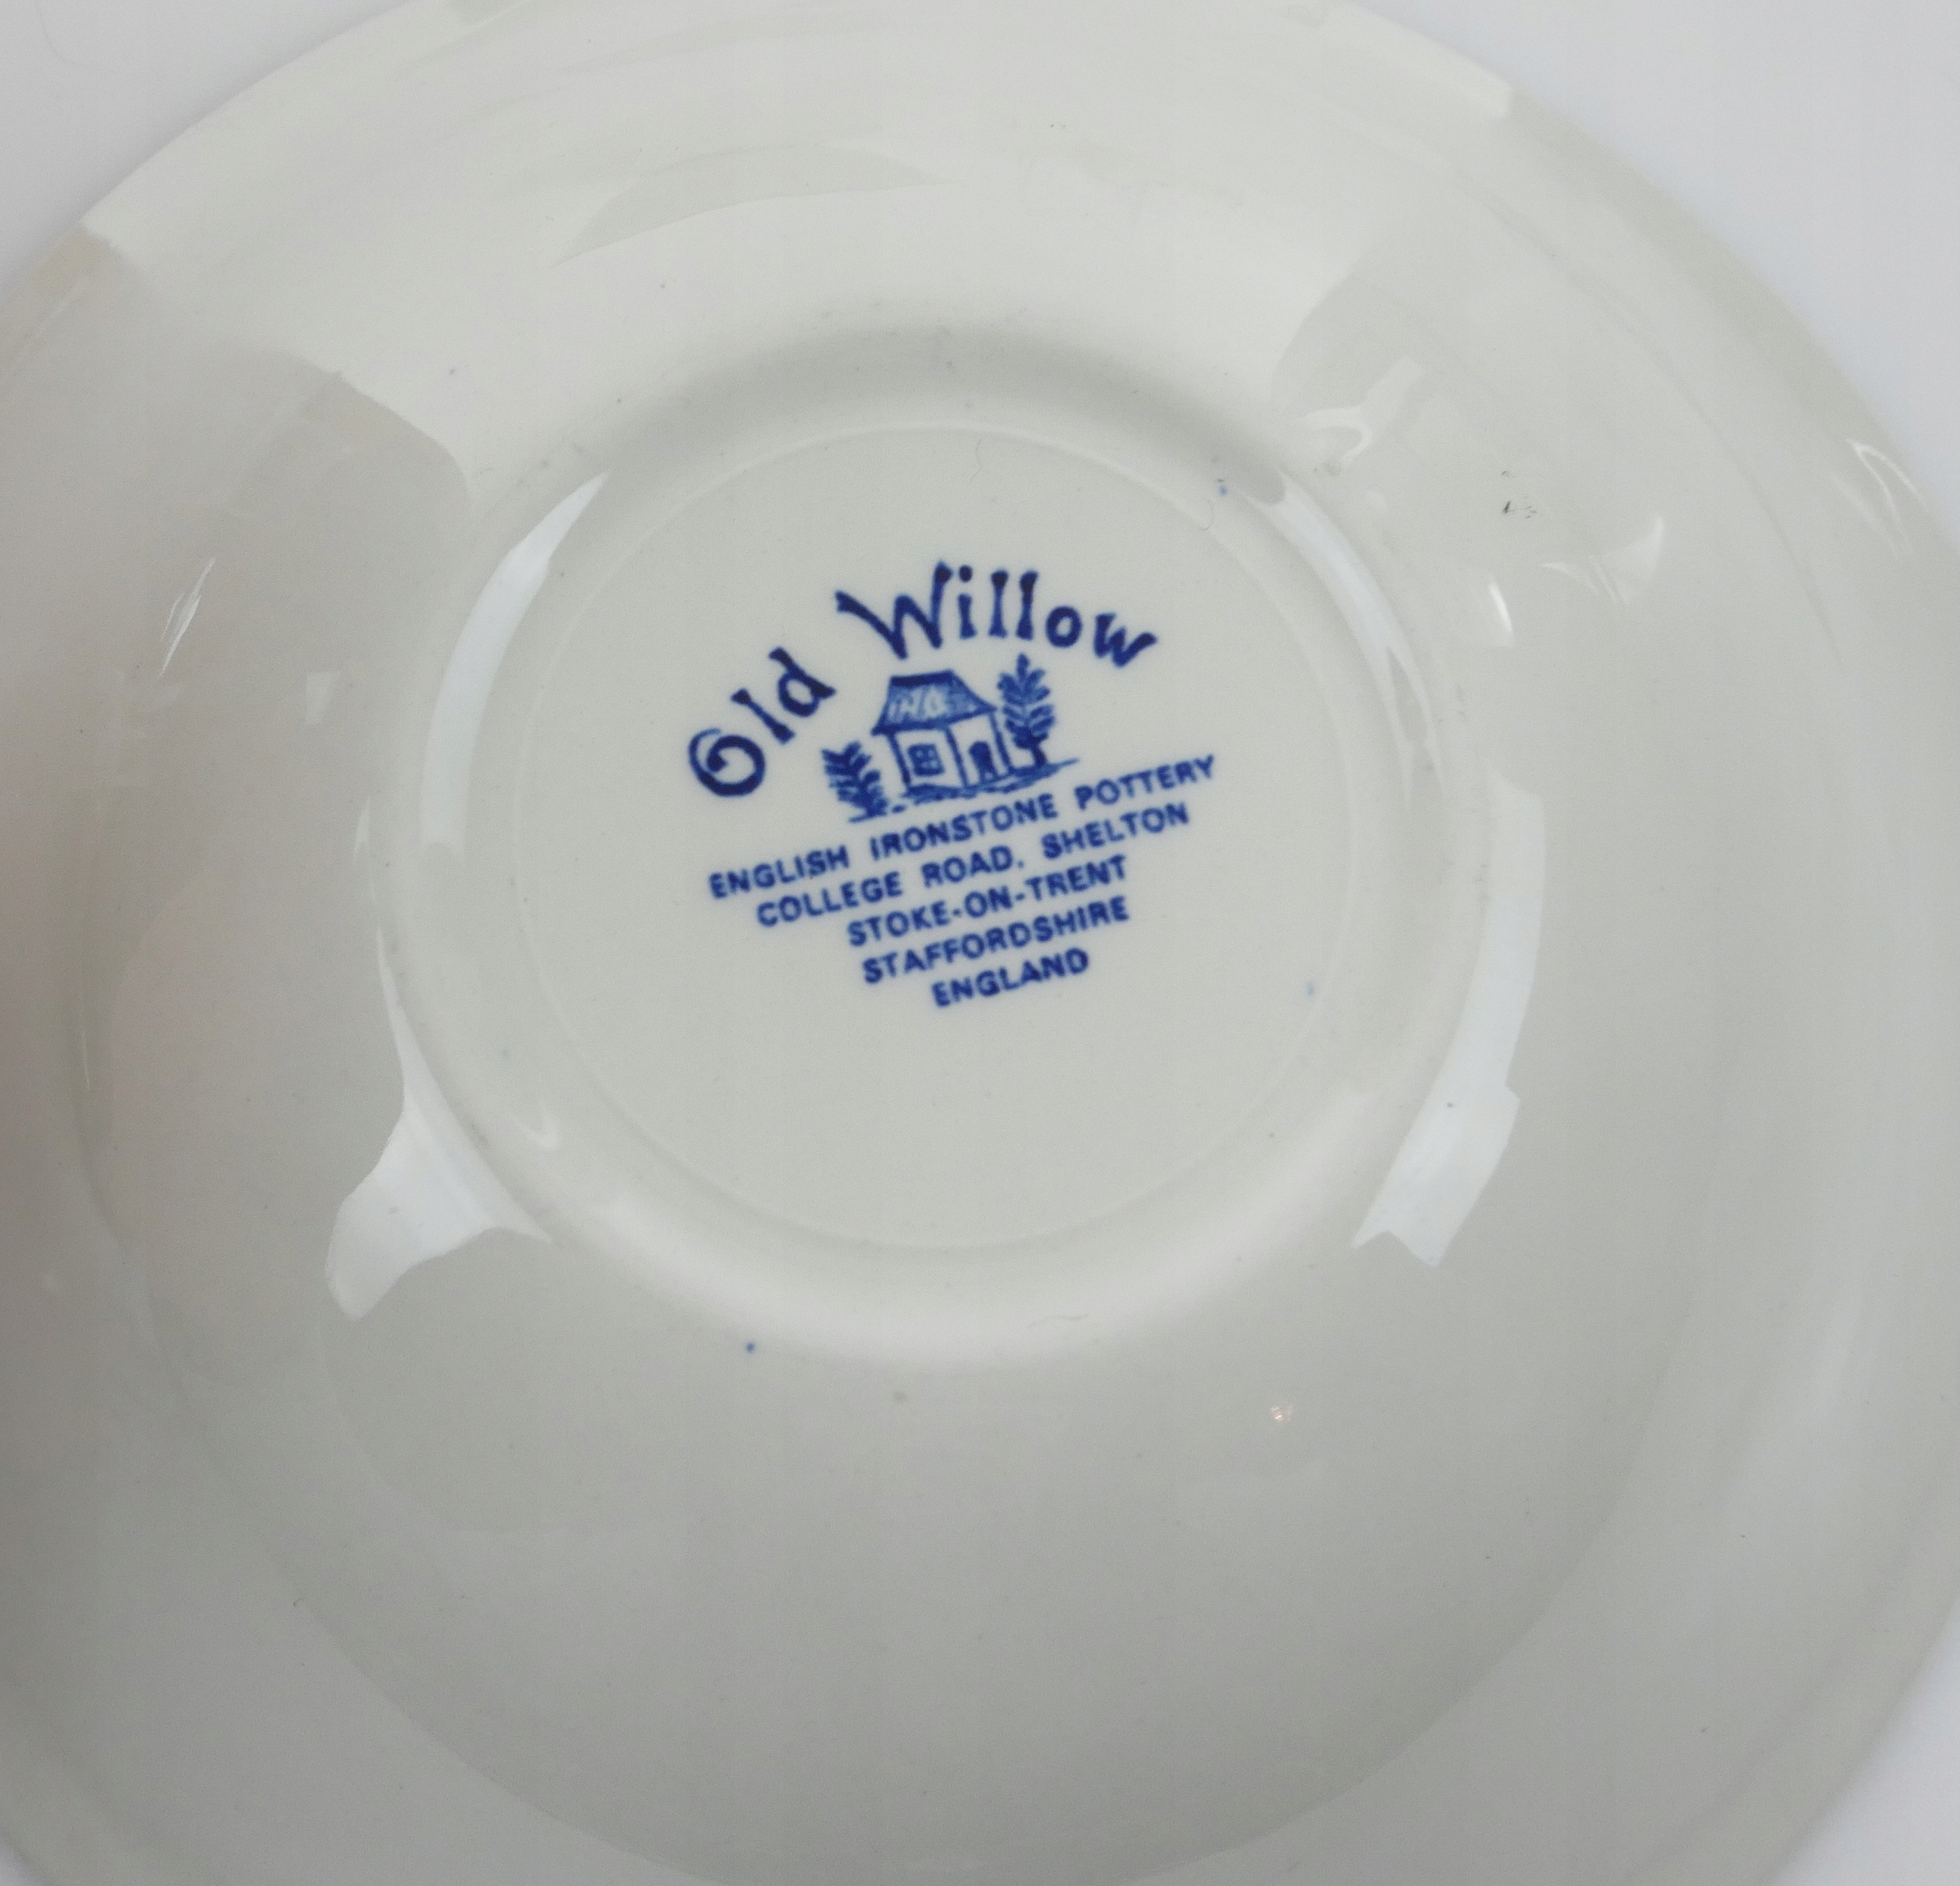 Old Willow
ENGLISH IRONSTONE POTTERY
COLLEGE ROAD. SHELTON
STOKE-ON-TRENT
STAFFORDSHIRE
ENGLAND